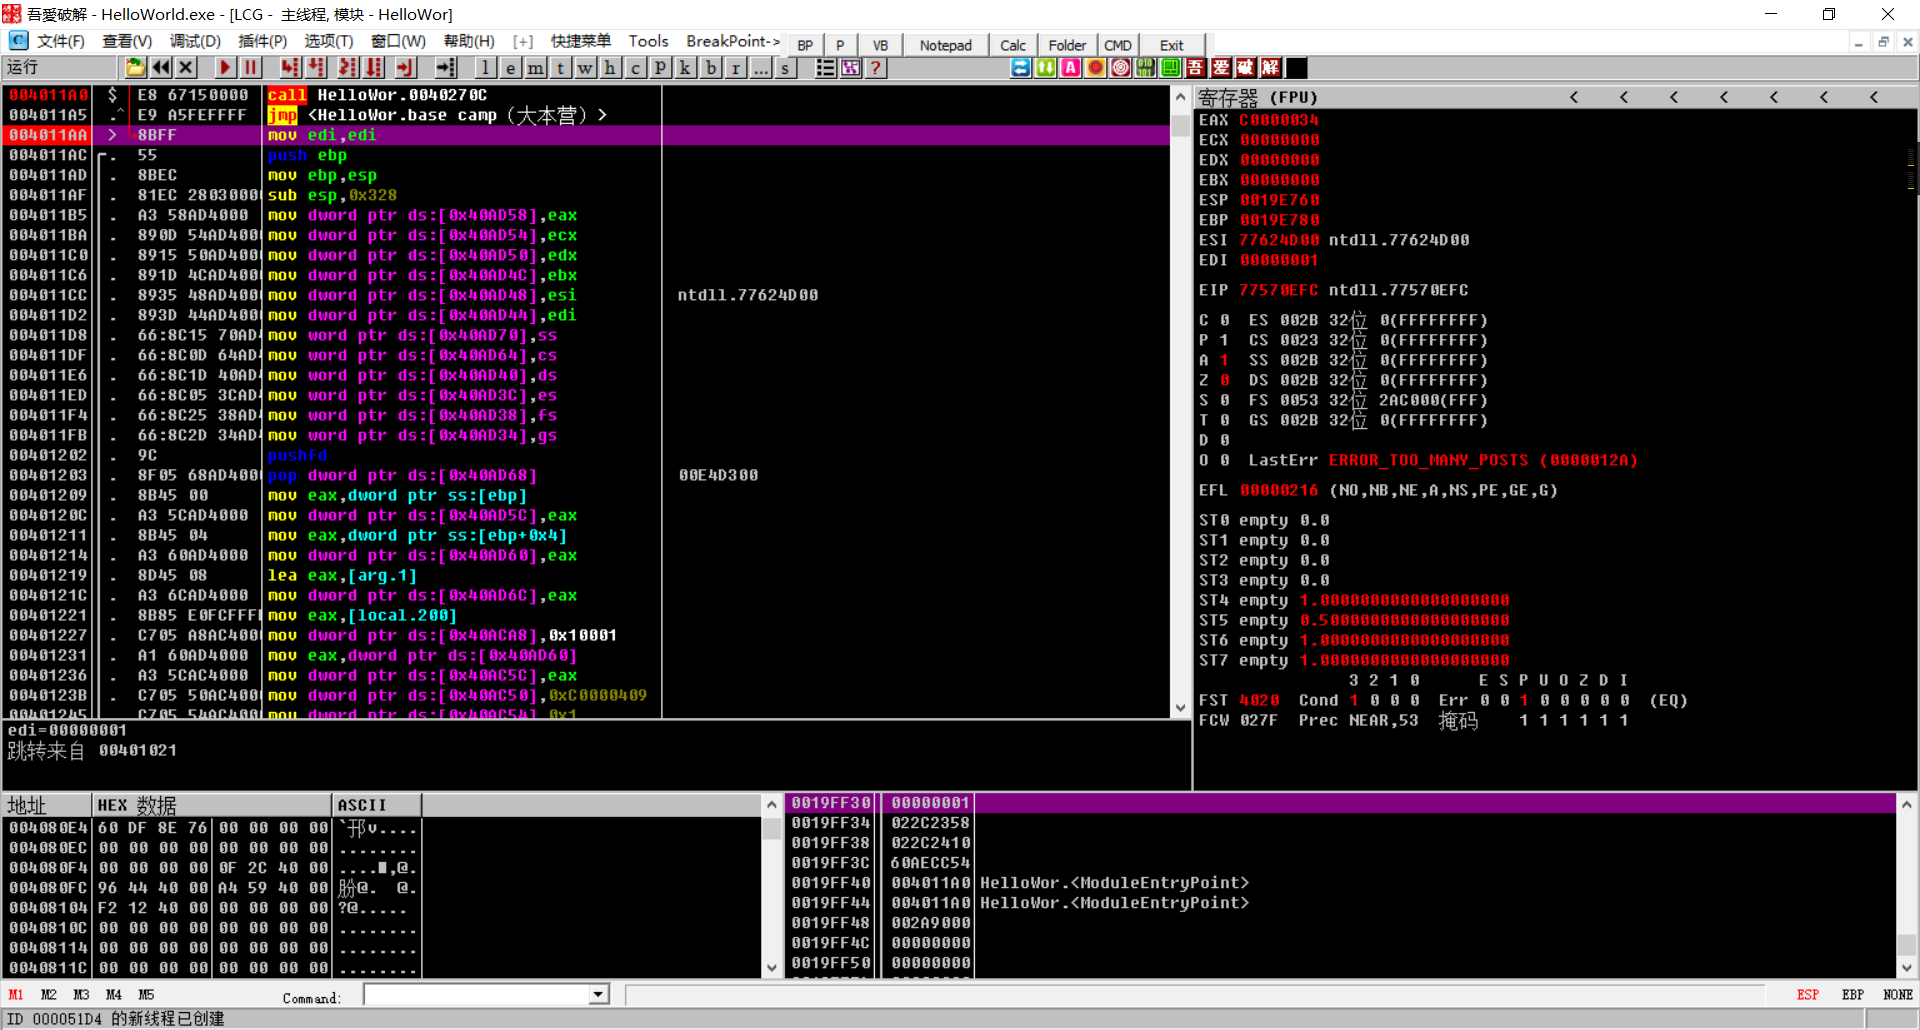 吾愛破解 - HelloWorld.exe - [LCG - 主线程, 模块 - HelloWor]
文件(F) 查看(V) 调试(D) 插件(P) 选项(T) 窗口(W) 帮助(H) [+] 快捷菜单 Tools BreakPoint-> BP P VB Notepad Calc Folder CMD Exit
运行 l e m t w h c P k b r ... s ? A 吾 爱 破 解
004011A0 $ E8 67150000 call HelloWor.0040270C
004011A5 .^ E9 A5FEFFFF jmp <HelloWor.base camp（大本营）>
004011AA > 8BFF mov edi,edi
004011AC . 55 push ebp
004011AD . 8BEC mov ebp,esp
004011AF . 81EC 28030000 sub esp,0x328
004011B5 . A3 58AD4000 mov dword ptr ds:[0x40AD58],eax
004011BA . 890D 54AD400 mov dword ptr ds:[0x40AD54],ecx
004011C0 . 8915 50AD400 mov dword ptr ds:[0x40AD50],edx
004011C6 . 891D 4CAD400 mov dword ptr ds:[0x40AD4C],ebx
004011CC . 8935 48AD400 mov dword ptr ds:[0x40AD48],esi ntdll.77624D00
004011D2 . 893D 44AD400 mov dword ptr ds:[0x40AD44],edi
004011D8 . 66:8C15 70AD4 mov word ptr ds:[0x40AD70],ss
004011DF . 66:8C0D 64AD4 mov word ptr ds:[0x40AD64],cs
004011E6 . 66:8C1D 40AD4 mov word ptr ds:[0x40AD40],ds
004011ED . 66:8C05 3CAD4 mov word ptr ds:[0x40AD3C],es
004011F4 . 66:8C25 38AD4 mov word ptr ds:[0x40AD38],fs
004011FB . 66:8C2D 34AD4 mov word ptr ds:[0x40AD34],gs
00401202 . 9C pushfd
00401203 . 8F05 68AD400 pop dword ptr ds:[0x40AD68] 00E4D300
00401209 . 8B45 00 mov eax,dword ptr ss:[ebp]
0040120C . A3 5CAD4000 mov dword ptr ds:[0x40AD5C],eax
00401211 . 8B45 04 mov eax,dword ptr ss:[ebp+0x4]
00401214 . A3 60AD4000 mov dword ptr ds:[0x40AD60],eax
00401219 . 8D45 08 lea eax,[arg.1]
0040121C . A3 6CAD4000 mov dword ptr ds:[0x40AD6C],eax
00401221 . 8B85 E0FCFFFF mov eax,[local.200]
00401227 . C705 A8AC400 mov dword ptr ds:[0x40ACA8],0x10001
00401231 . A1 60AD4000 mov eax,dword ptr ds:[0x40AD60]
00401236 . A3 5CAC4000 mov dword ptr ds:[0x40AC5C],eax
0040123B . C705 50AC400 mov dword ptr ds:[0x40AC50],0xC0000409
00401245 . C705 54AC400 mov dword ptr ds:[0x40AC54],0x1
edi=00000001
跳转来自 00401021
寄存器 (FPU) < < < < < < <
EAX C0000034
ECX 00000000
EDX 00000000
EBX 00000000
ESP 0019E760
EBP 0019E780
ESI 77624D00 ntdll.77624D00
EDI 00000001
EIP 77570EFC ntdll.77570EFC
C 0 ES 002B 32位 0(FFFFFFFF)
P 1 CS 0023 32位 0(FFFFFFFF)
A 1 SS 002B 32位 0(FFFFFFFF)
Z 0 DS 002B 32位 0(FFFFFFFF)
S 0 FS 0053 32位 2AC000(FFF)
T 0 GS 002B 32位 0(FFFFFFFF)
D 0
O 0 LastErr ERROR_TOO_MANY_POSTS (0000012A)
EFL 00000216 (NO,NB,NE,A,NS,PE,GE,G)
ST0 empty 0.0
ST1 empty 0.0
ST2 empty 0.0
ST3 empty 0.0
ST4 empty 1.0000000000000000000
ST5 empty 0.5000000000000000000
ST6 empty 1.0000000000000000000
ST7 empty 1.0000000000000000000
3 2 1 0 E S P U O Z D I
FST 4020 Cond 1 0 0 0 Err 0 0 1 0 0 0 0 0 (EQ)
FCW 027F Prec NEAR,53 掩码 1 1 1 1 1 1
地址 HEX 数据 ASCII
004080E4 60 DF 8E 76 00 00 00 00 `邗v....
004080EC 00 00 00 00 00 00 00 00 ........
004080F4 00 00 00 00 0F 2C 40 00 ....■,@.
004080FC 96 44 40 00 A4 59 40 00 朌@. @.
00408104 F2 12 40 00 00 00 00 00 ?@.....
0040810C 00 00 00 00 00 00 00 00 ........
00408114 00 00 00 00 00 00 00 00 ........
0040811C 00 00 00 00 00 00 00 00 ........
0019FF30 00000001
0019FF34 022C2358
0019FF38 022C2410
0019FF3C 60AECC54
0019FF40 004011A0 HelloWor.<ModuleEntryPoint>
0019FF44 004011A0 HelloWor.<ModuleEntryPoint>
0019FF48 002A9000
0019FF4C 00000000
0019FF50 00000000
M1 M2 M3 M4 M5 Command: ESP EBP NONE
ID 000051D4 的新线程已创建